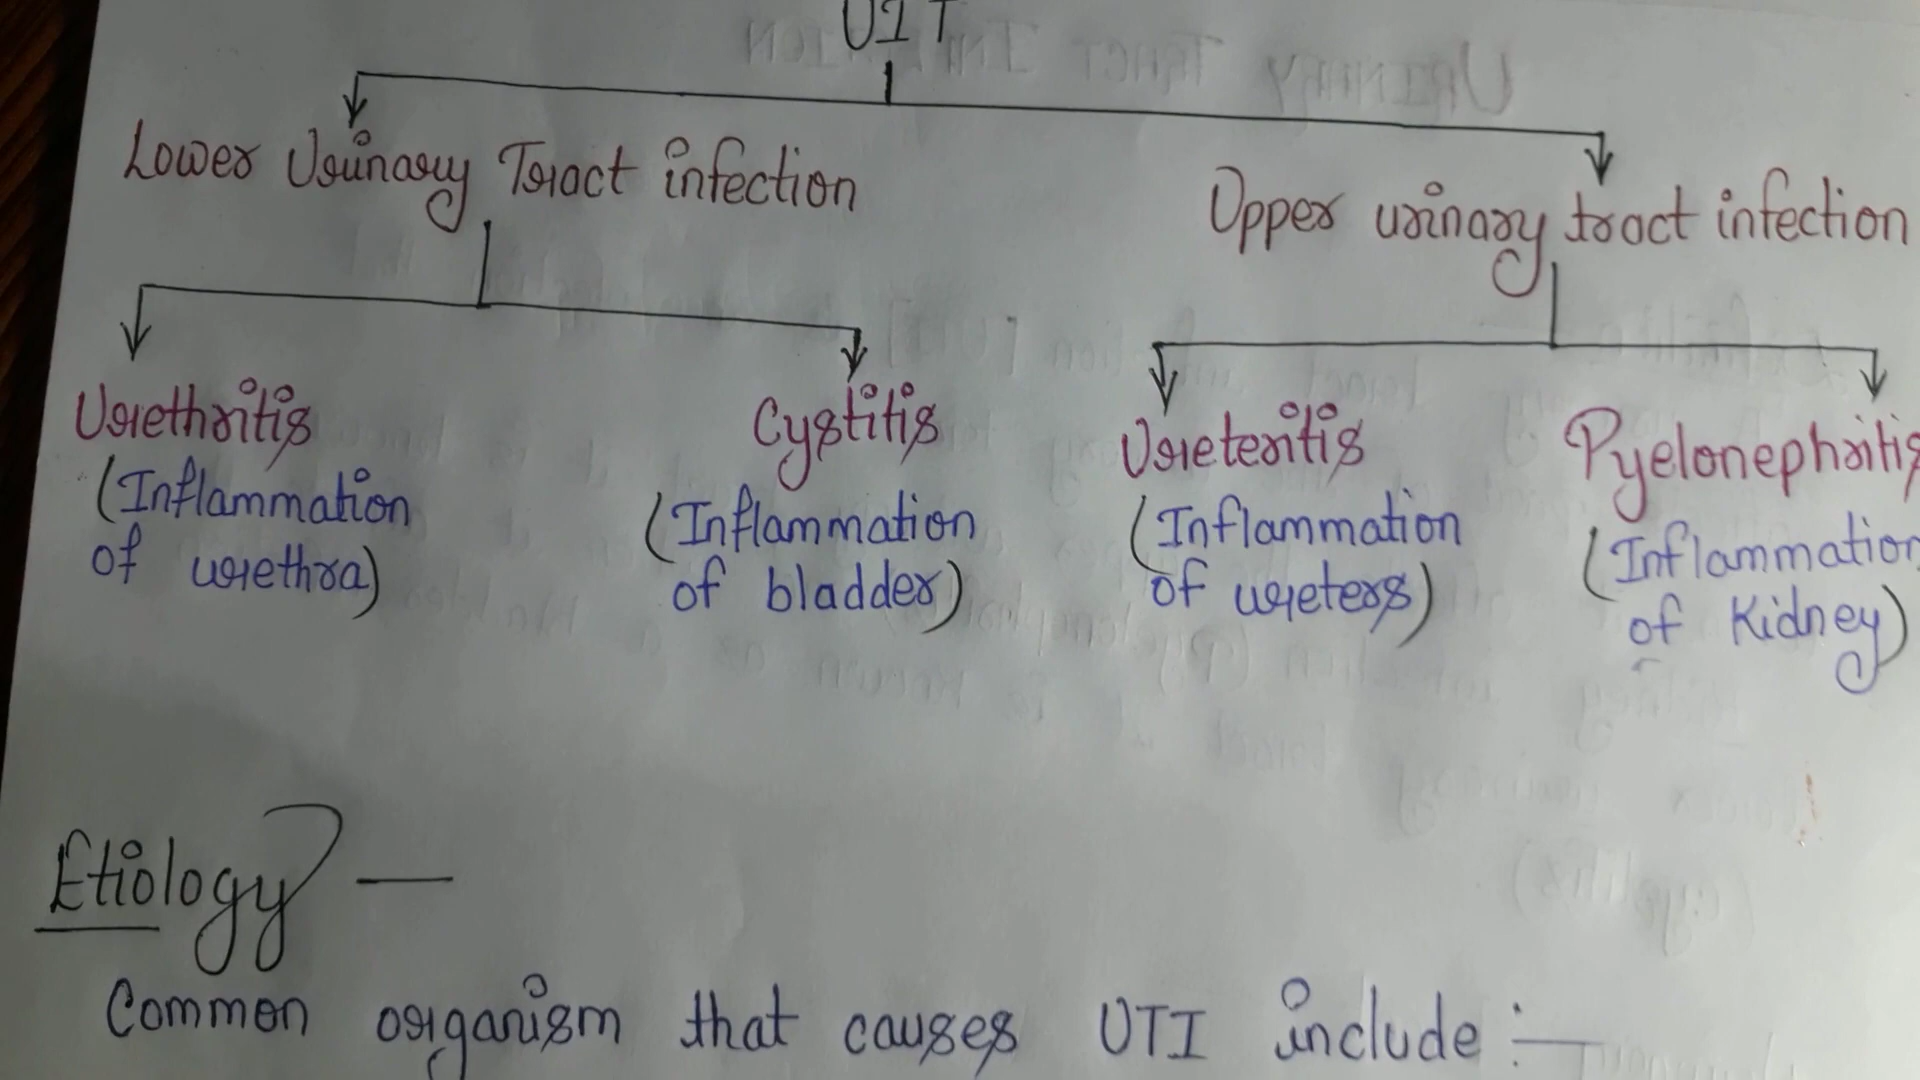 UIT
Lower Urinary Tract infection
Upper urinary tract infection
Urethritis
(Inflammation
of urethra)
Cystitis
(Inflammation
of bladder)
Ureteritis
(Inflammation
of ureters)
Pyelonephritis
(Inflammation
of Kidney)
Etiology —
Common organism that causes UTI include :—